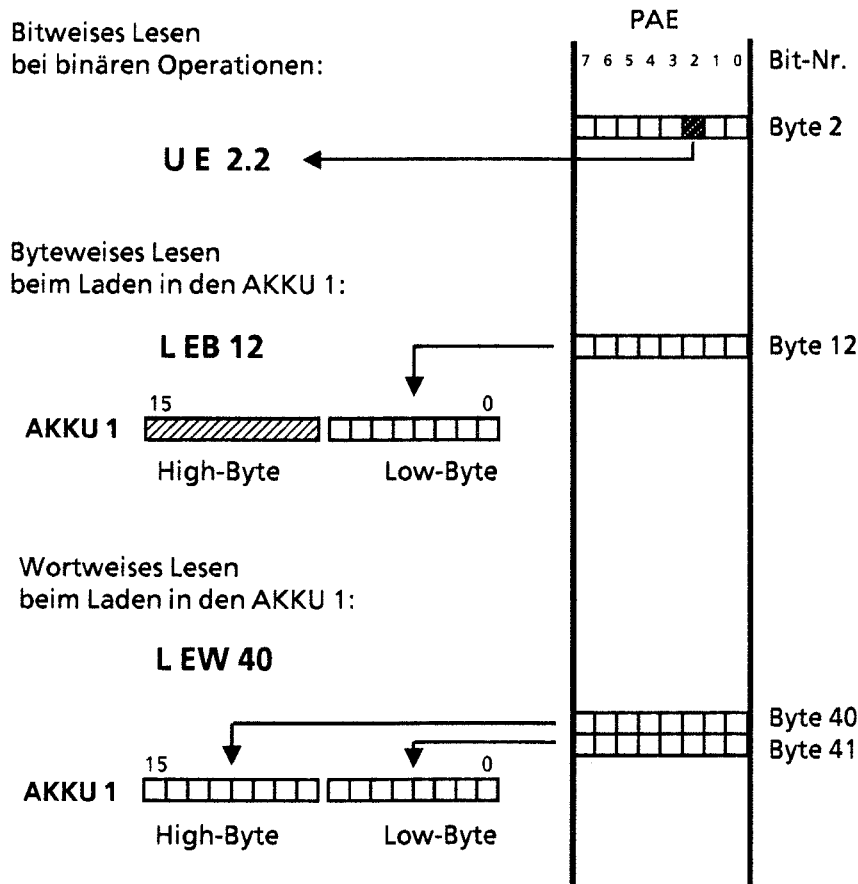 PAE
Bitweises Lesen
bei binären Operationen:
7 6 5 4 3 2 1 0 Bit-Nr.
Byte 2
U E 2.2
Byteweises Lesen
beim Laden in den AKKU 1:
L EB 12
Byte 12
15 0
AKKU 1
High-Byte Low-Byte
Wortweises Lesen
beim Laden in den AKKU 1:
L EW 40
Byte 40
Byte 41
15 0
AKKU 1
High-Byte Low-Byte